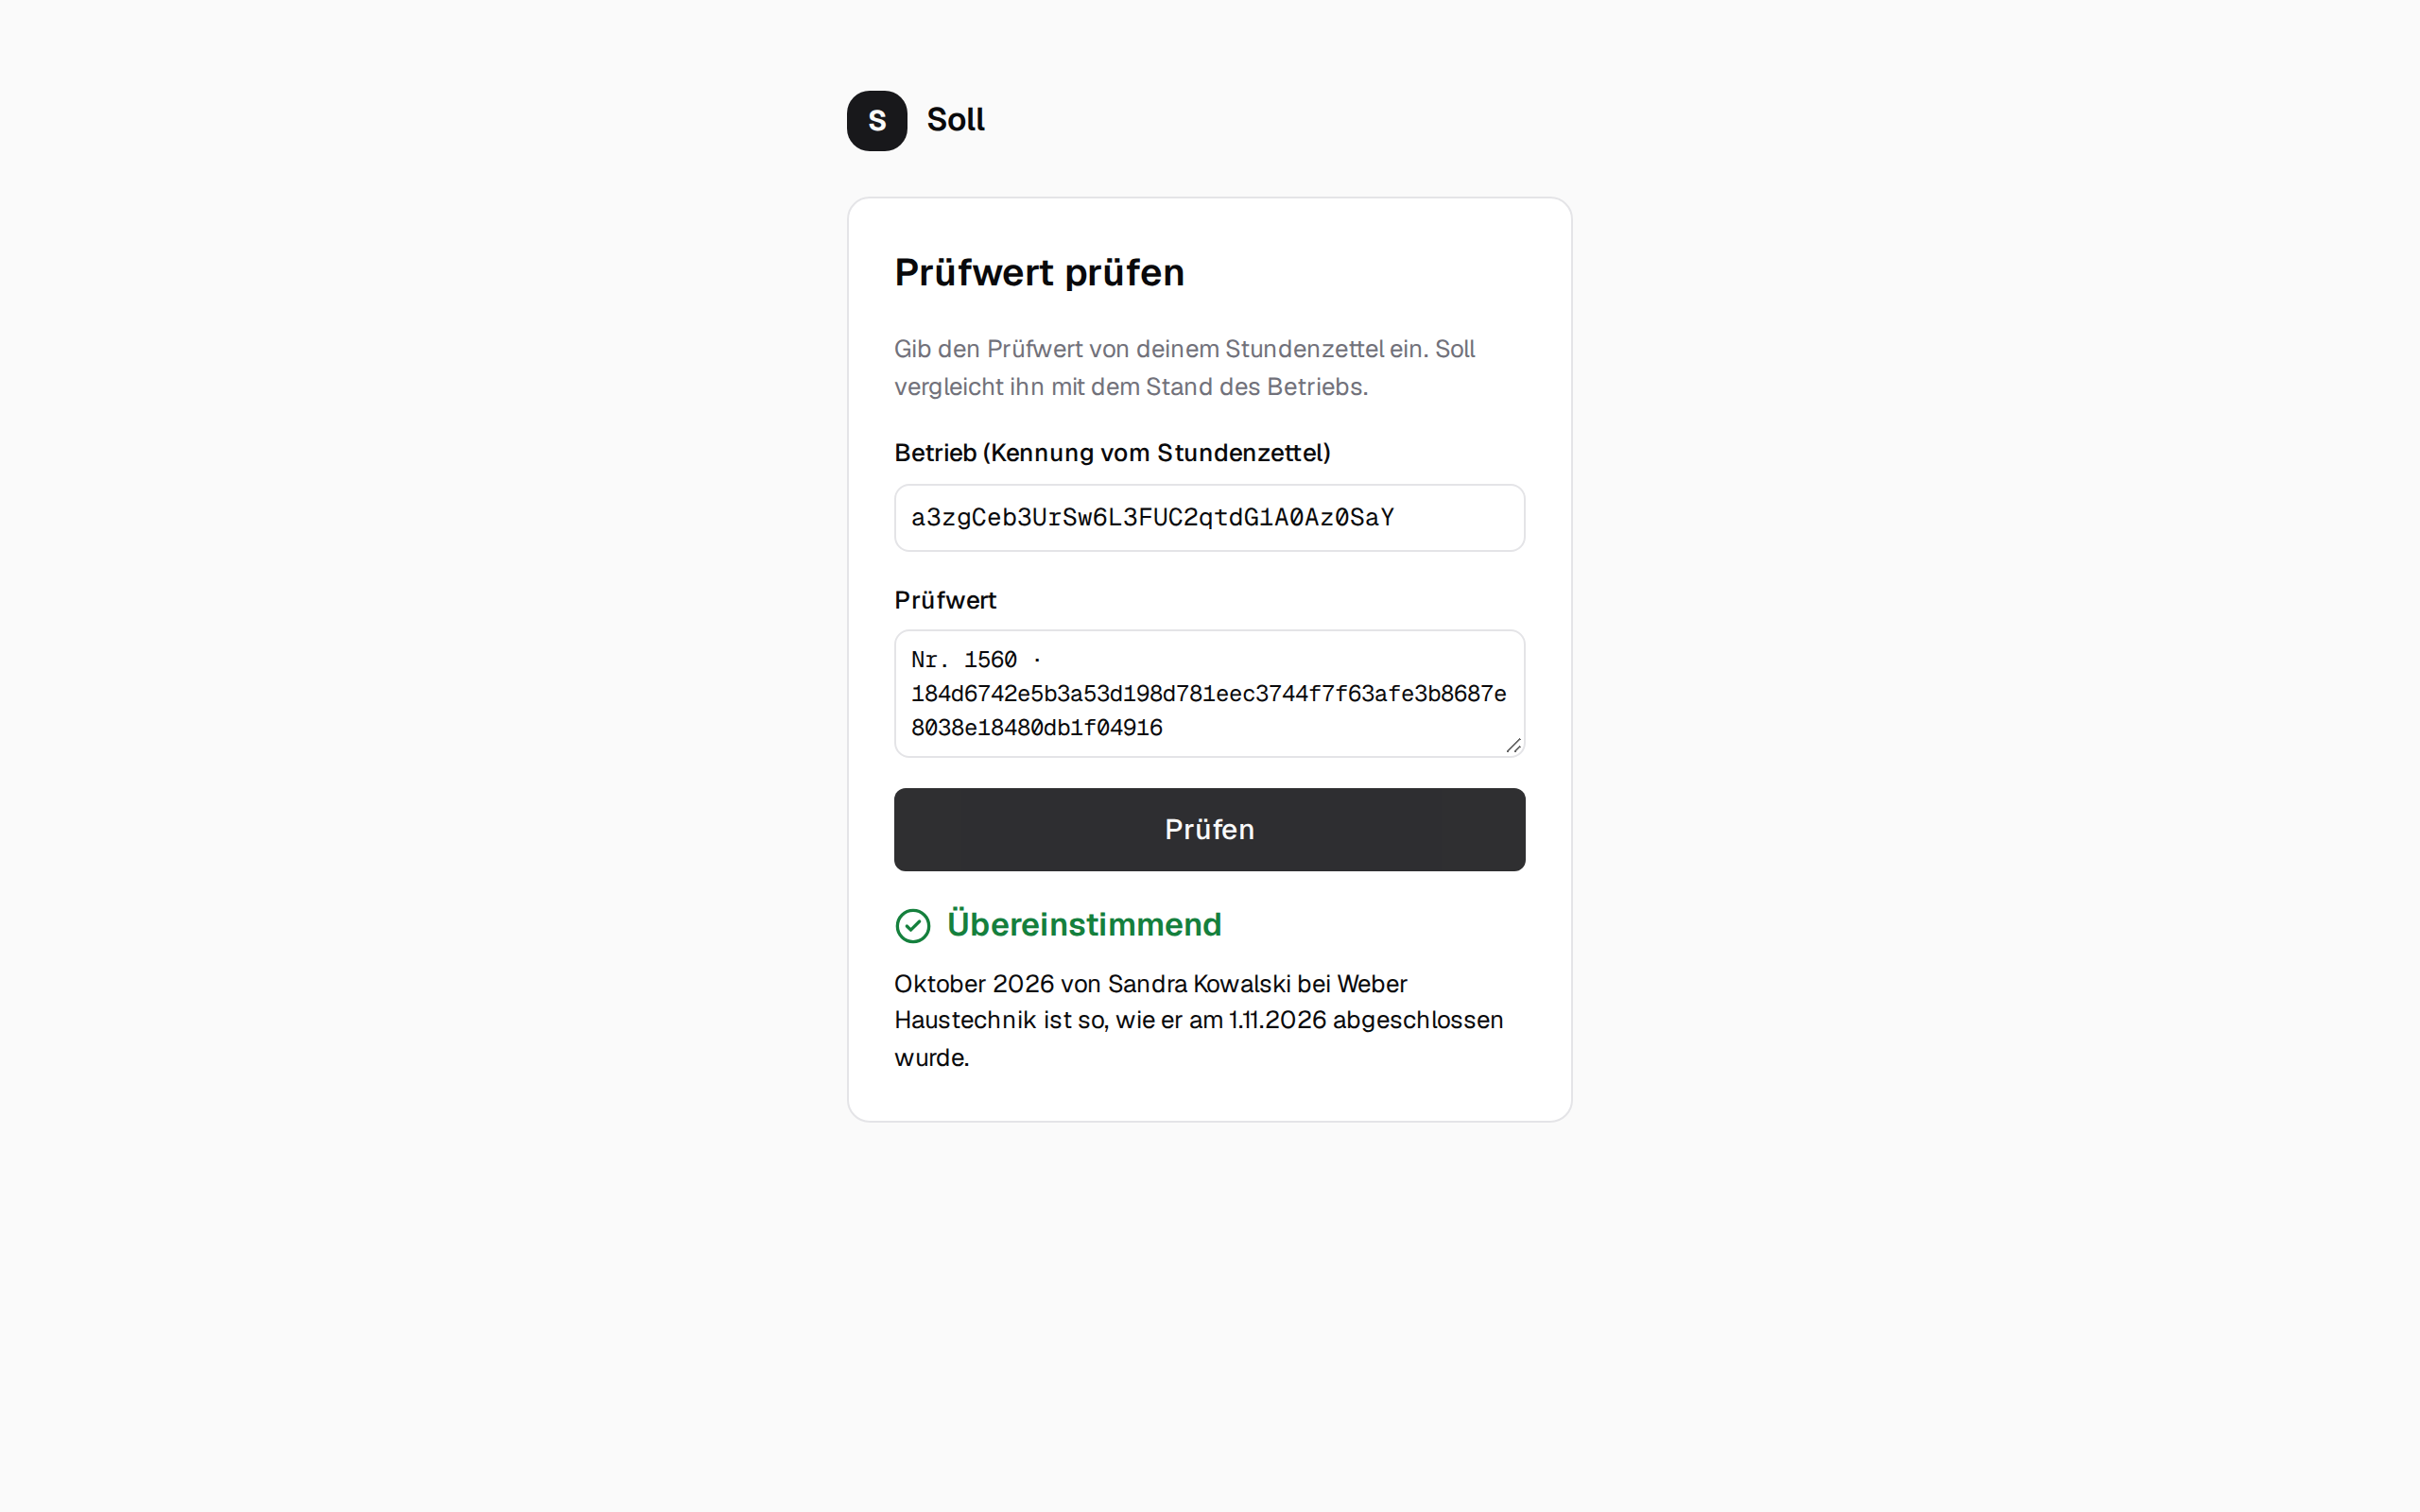 S Soll
Prüfwert prüfen
Gib den Prüfwert von deinem Stundenzettel ein. Soll
vergleicht ihn mit dem Stand des Betriebs.
Betrieb (Kennung vom Stundenzettel)
a3zgCeb3UrSw6L3FUC2qtdG1A0Az0SaY
Prüfwert
Nr. 1560 ·
184d6742e5b3a53d198d781eec3744f7f63afe3b8687e
8038e18480db1f04916
Prüfen
Übereinstimmend
Oktober 2026 von Sandra Kowalski bei Weber
Haustechnik ist so, wie er am 1.11.2026 abgeschlossen
wurde.